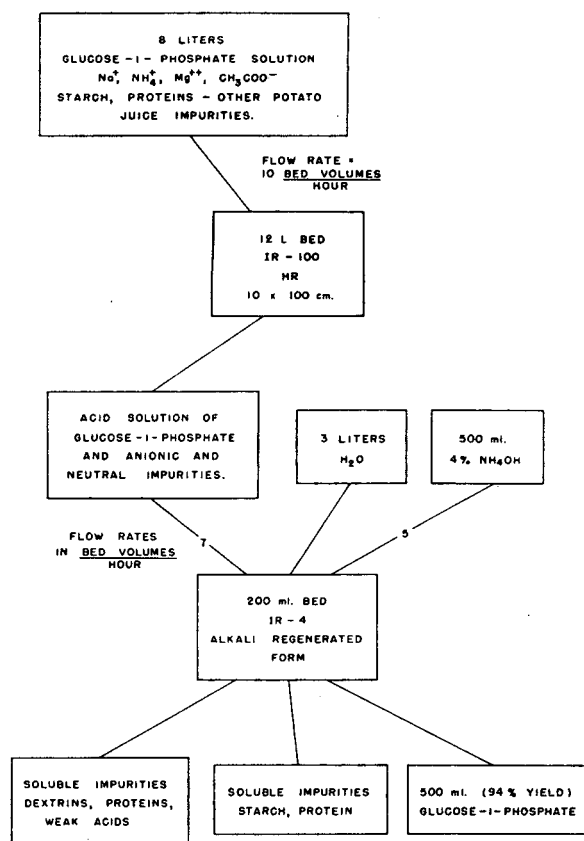 8 LITERS
GLUCOSE-1-PHOSPHATE SOLUTION
Na⁺, NH₄⁺, Mg⁺⁺, CH₃COO⁻
STARCH, PROTEINS - OTHER POTATO
JUICE IMPURITIES.
FLOW RATE =
10 BED VOLUMES
HOUR
12 L BED
IR-100
HR
10 x 100 cm.
ACID SOLUTION OF
GLUCOSE-1-PHOSPHATE
AND ANIONIC AND
NEUTRAL IMPURITIES.
3 LITERS
H₂O
500 ml.
4% NH₄OH
FLOW RATES
IN BED VOLUMES
HOUR
7
5
200 ml. BED
IR-4
ALKALI REGENERATED
FORM
SOLUBLE IMPURITIES
DEXTRINS, PROTEINS,
WEAK ACIDS
SOLUBLE IMPURITIES
STARCH, PROTEIN
500 ml. (94% YIELD)
GLUCOSE-1-PHOSPHATE